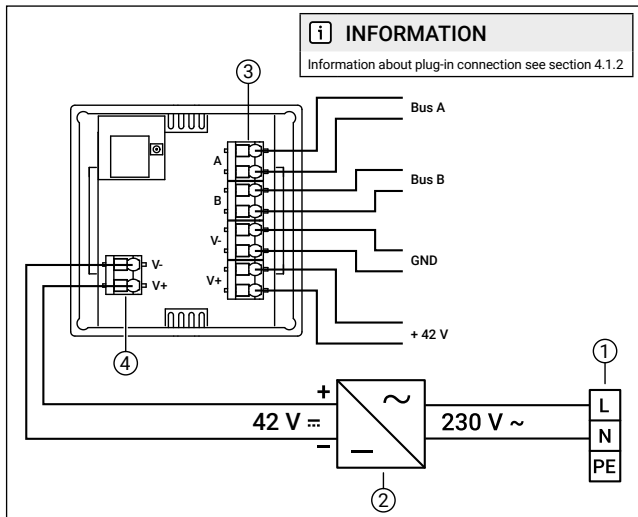 i INFORMATION
Information about plug-in connection see section 4.1.2
3
Bus A
A
Bus B
B
V-
GND
V-
V+
V+
+ 42 V
4
1
+
L
42 V ⎓
~
230 V ~
N
−
PE
2